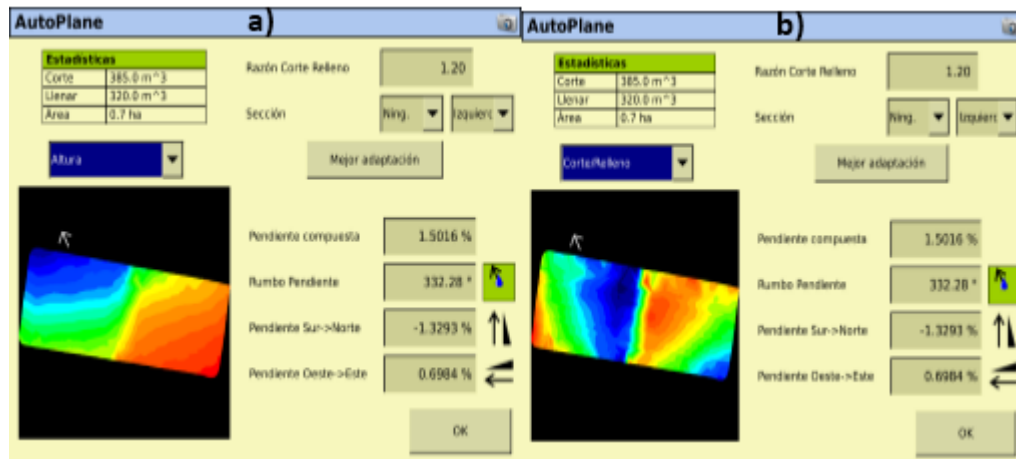 AutoPlane a)
Estadísticas
Corte 385.0 m^3
Llenar 320.0 m^3
Área 0.7 ha
Razón Corte Relleno 1.20
Sección Ning. Izquierc
Altura
Mejor adaptación
Pendiente compuesta 1.5016 %
Rumbo Pendiente 332.28 °
Pendiente Sur->Norte -1.3293 %
Pendiente Oeste->Este 0.6984 %
OK
AutoPlane b)
Estadísticas
Corte 385.0 m^3
Llenar 320.0 m^3
Área 0.7 ha
Razón Corte Relleno 1.20
Sección Ning. Izquierc
Corte/Relleno
Mejor adaptación
Pendiente compuesta 1.5016 %
Rumbo Pendiente 332.28 °
Pendiente Sur->Norte -1.3293 %
Pendiente Oeste->Este 0.6984 %
OK